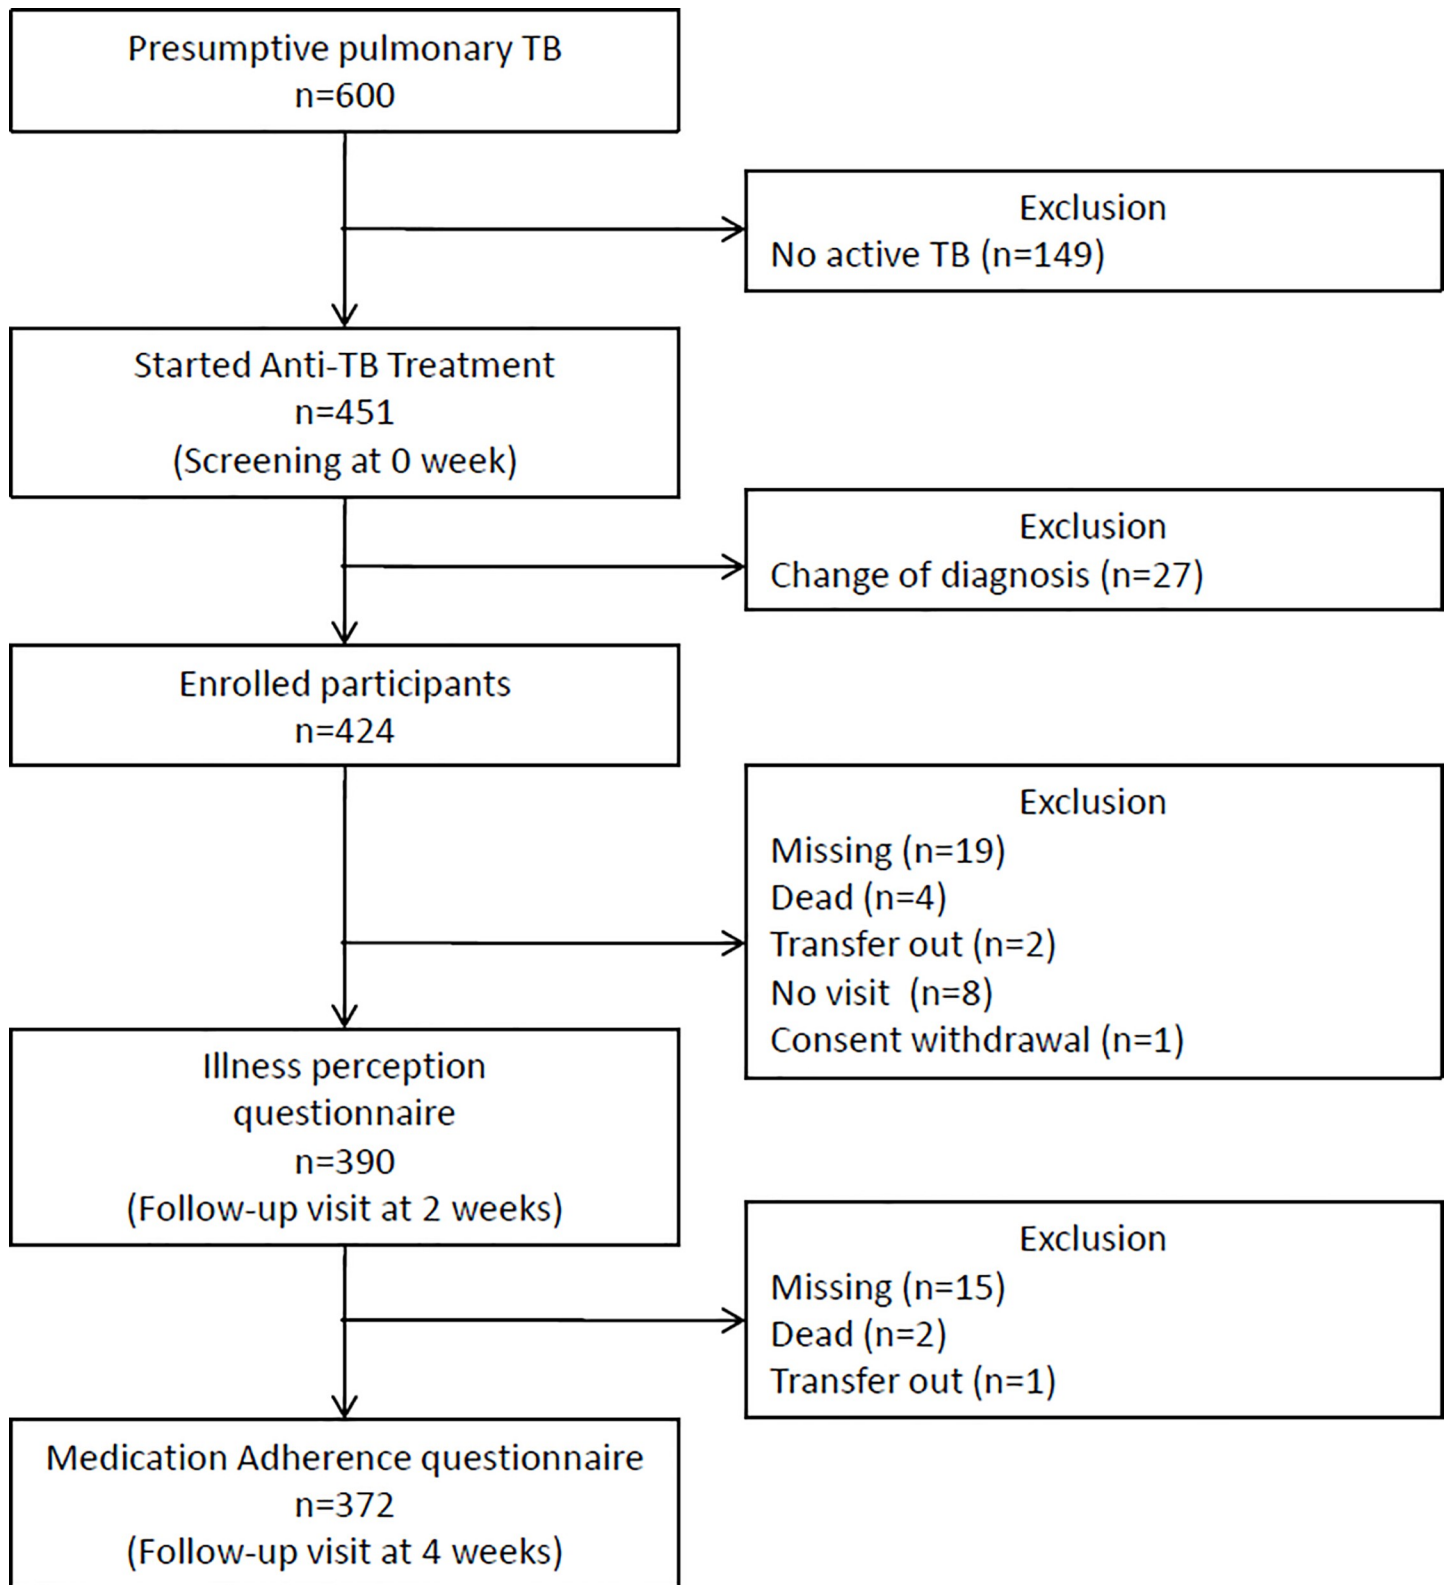 Presumptive pulmonary TB
n=600
Exclusion
No active TB (n=149)
Started Anti-TB Treatment
n=451
(Screening at 0 week)
Exclusion
Change of diagnosis (n=27)
Enrolled participants
n=424
Exclusion
Missing (n=19)
Dead (n=4)
Transfer out (n=2)
No visit  (n=8)
Consent withdrawal (n=1)
Illness perception
questionnaire
n=390
(Follow-up visit at 2 weeks)
Exclusion
Missing (n=15)
Dead (n=2)
Transfer out (n=1)
Medication Adherence questionnaire
n=372
(Follow-up visit at 4 weeks)